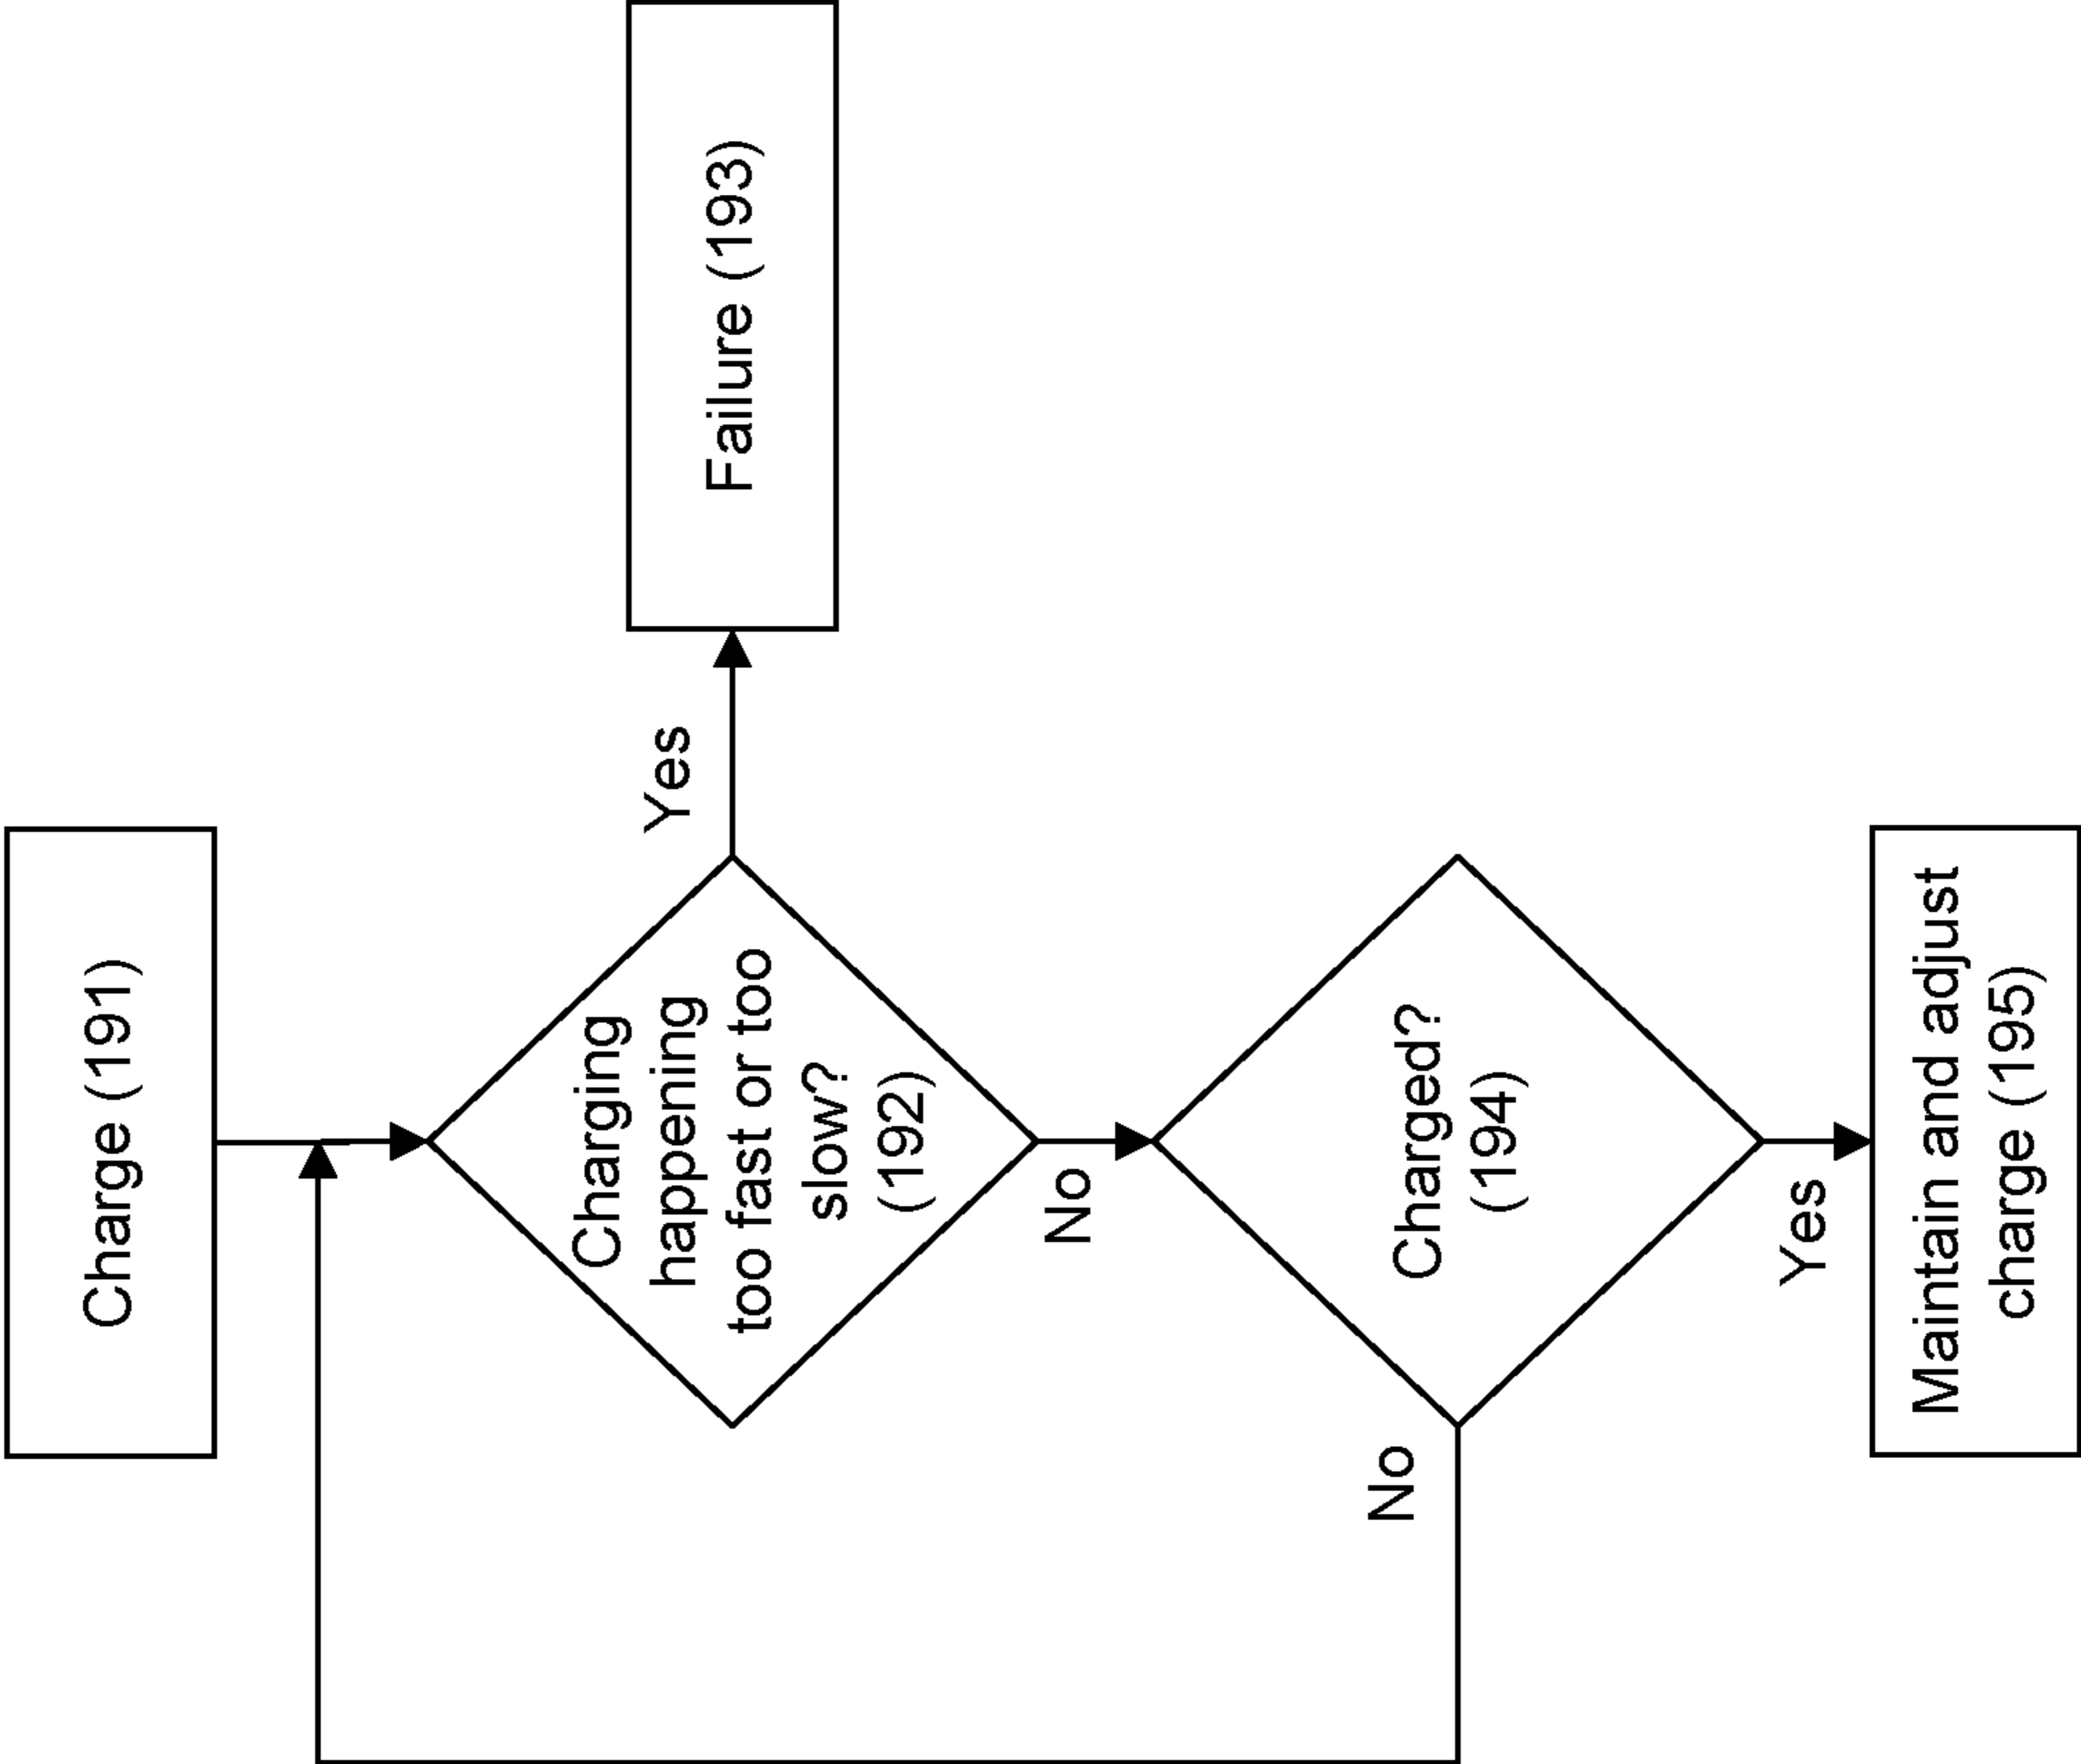 Charge (191)
Charging
happening
too fast or too
slow?
(192)
Yes
Failure (193)
No
Charged?
(194)
No
Yes
Maintain and adjust
charge (195)